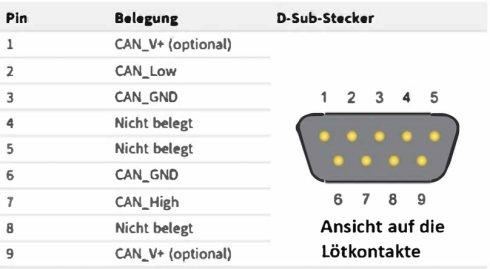 Pin Belegung D-Sub-Stecker
1 CAN_V+ (optional)
2 CAN_Low
3 CAN_GND
4 Nicht belegt
5 Nicht belegt
6 CAN_GND
7 CAN_High
8 Nicht belegt
9 CAN_V+ (optional)
1 2 3 4 5
6 7 8 9
Ansicht auf die
Lötkontakte